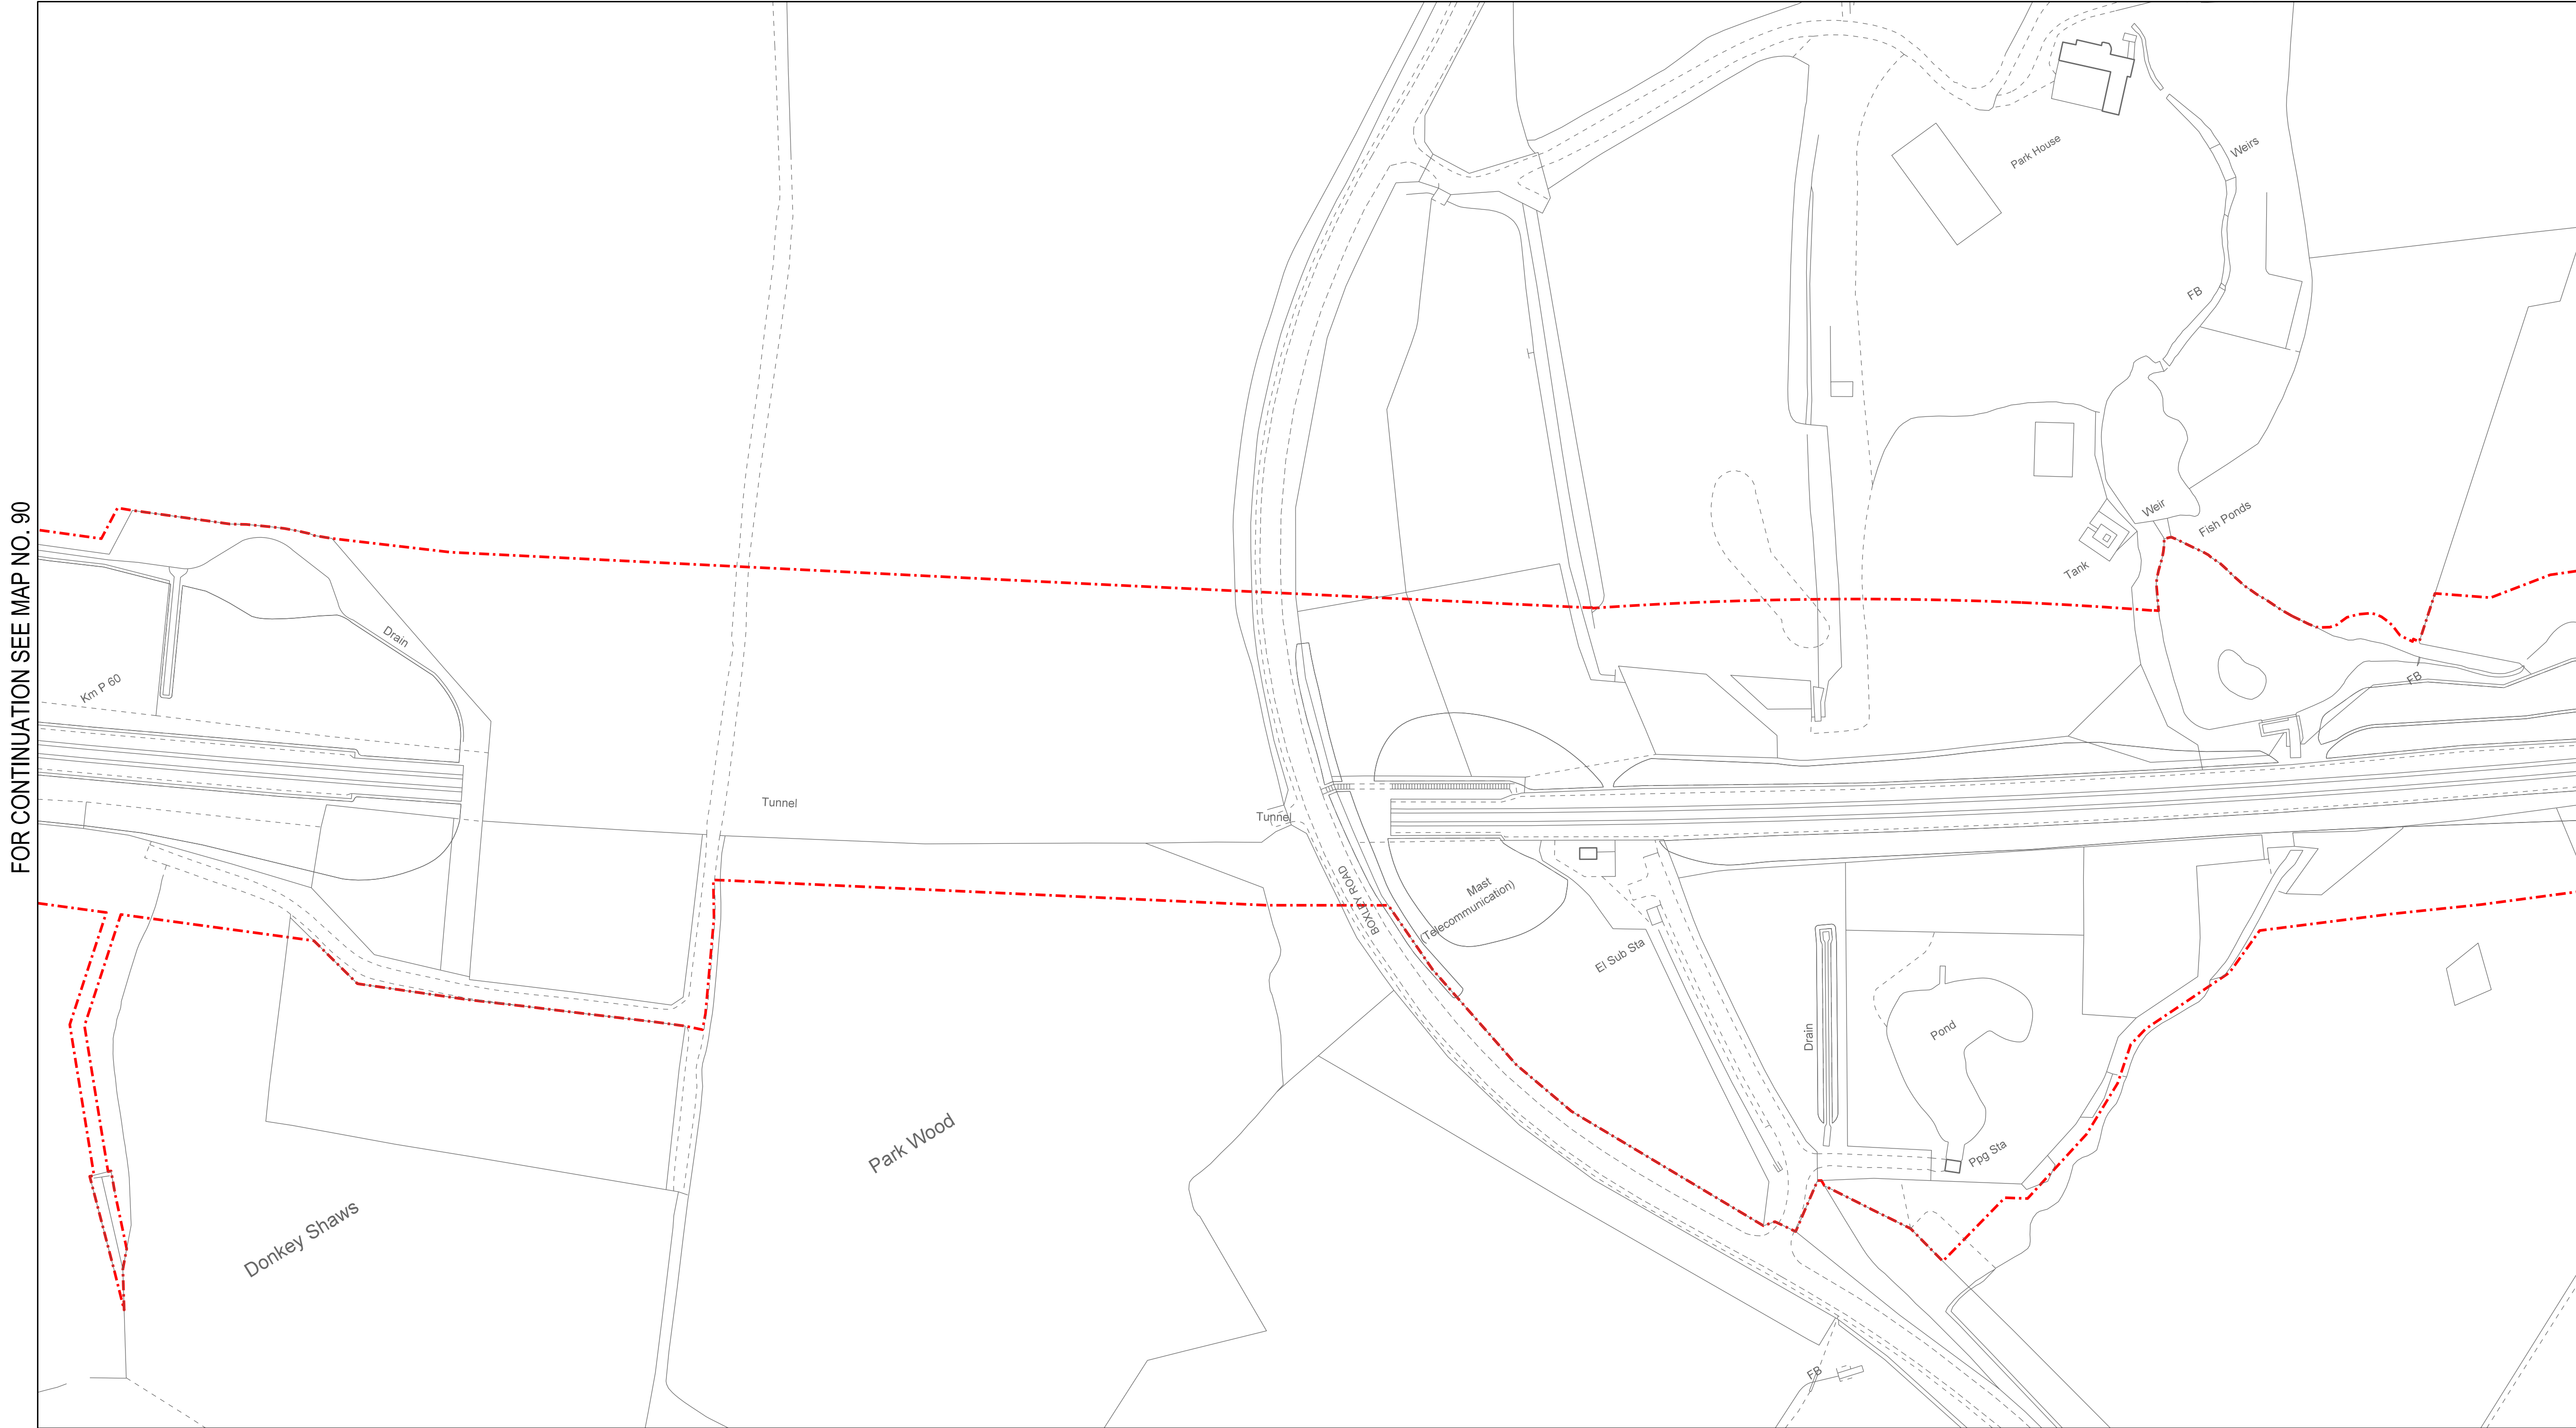 FOR CONTINUATION SEE MAP NO. 90
Park House
Weirs
FB
Weir
Fish Ponds
Tank
Drain
Km P 60
FB
Tunnel
Tunnel
BOXLEY ROAD
Mast
(Telecommunication)
El Sub Sta
Drain
Pond
Ppg Sta
Park Wood
Donkey Shaws
FB